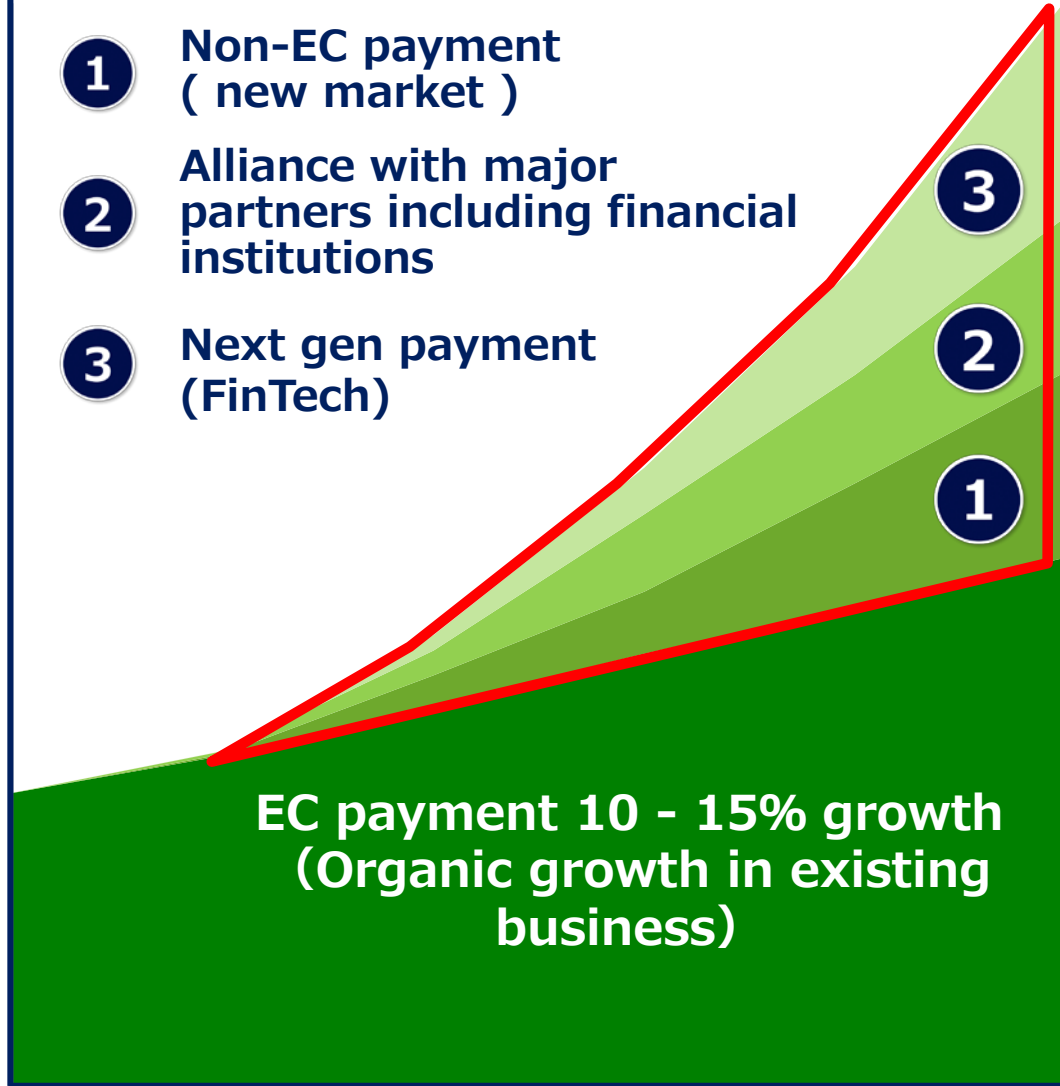 1 Non-EC payment
( new market )
2 Alliance with major
partners including financial
institutions
3 Next gen payment
(FinTech)
3
2
1
EC payment 10 - 15% growth
（Organic growth in existing
business）